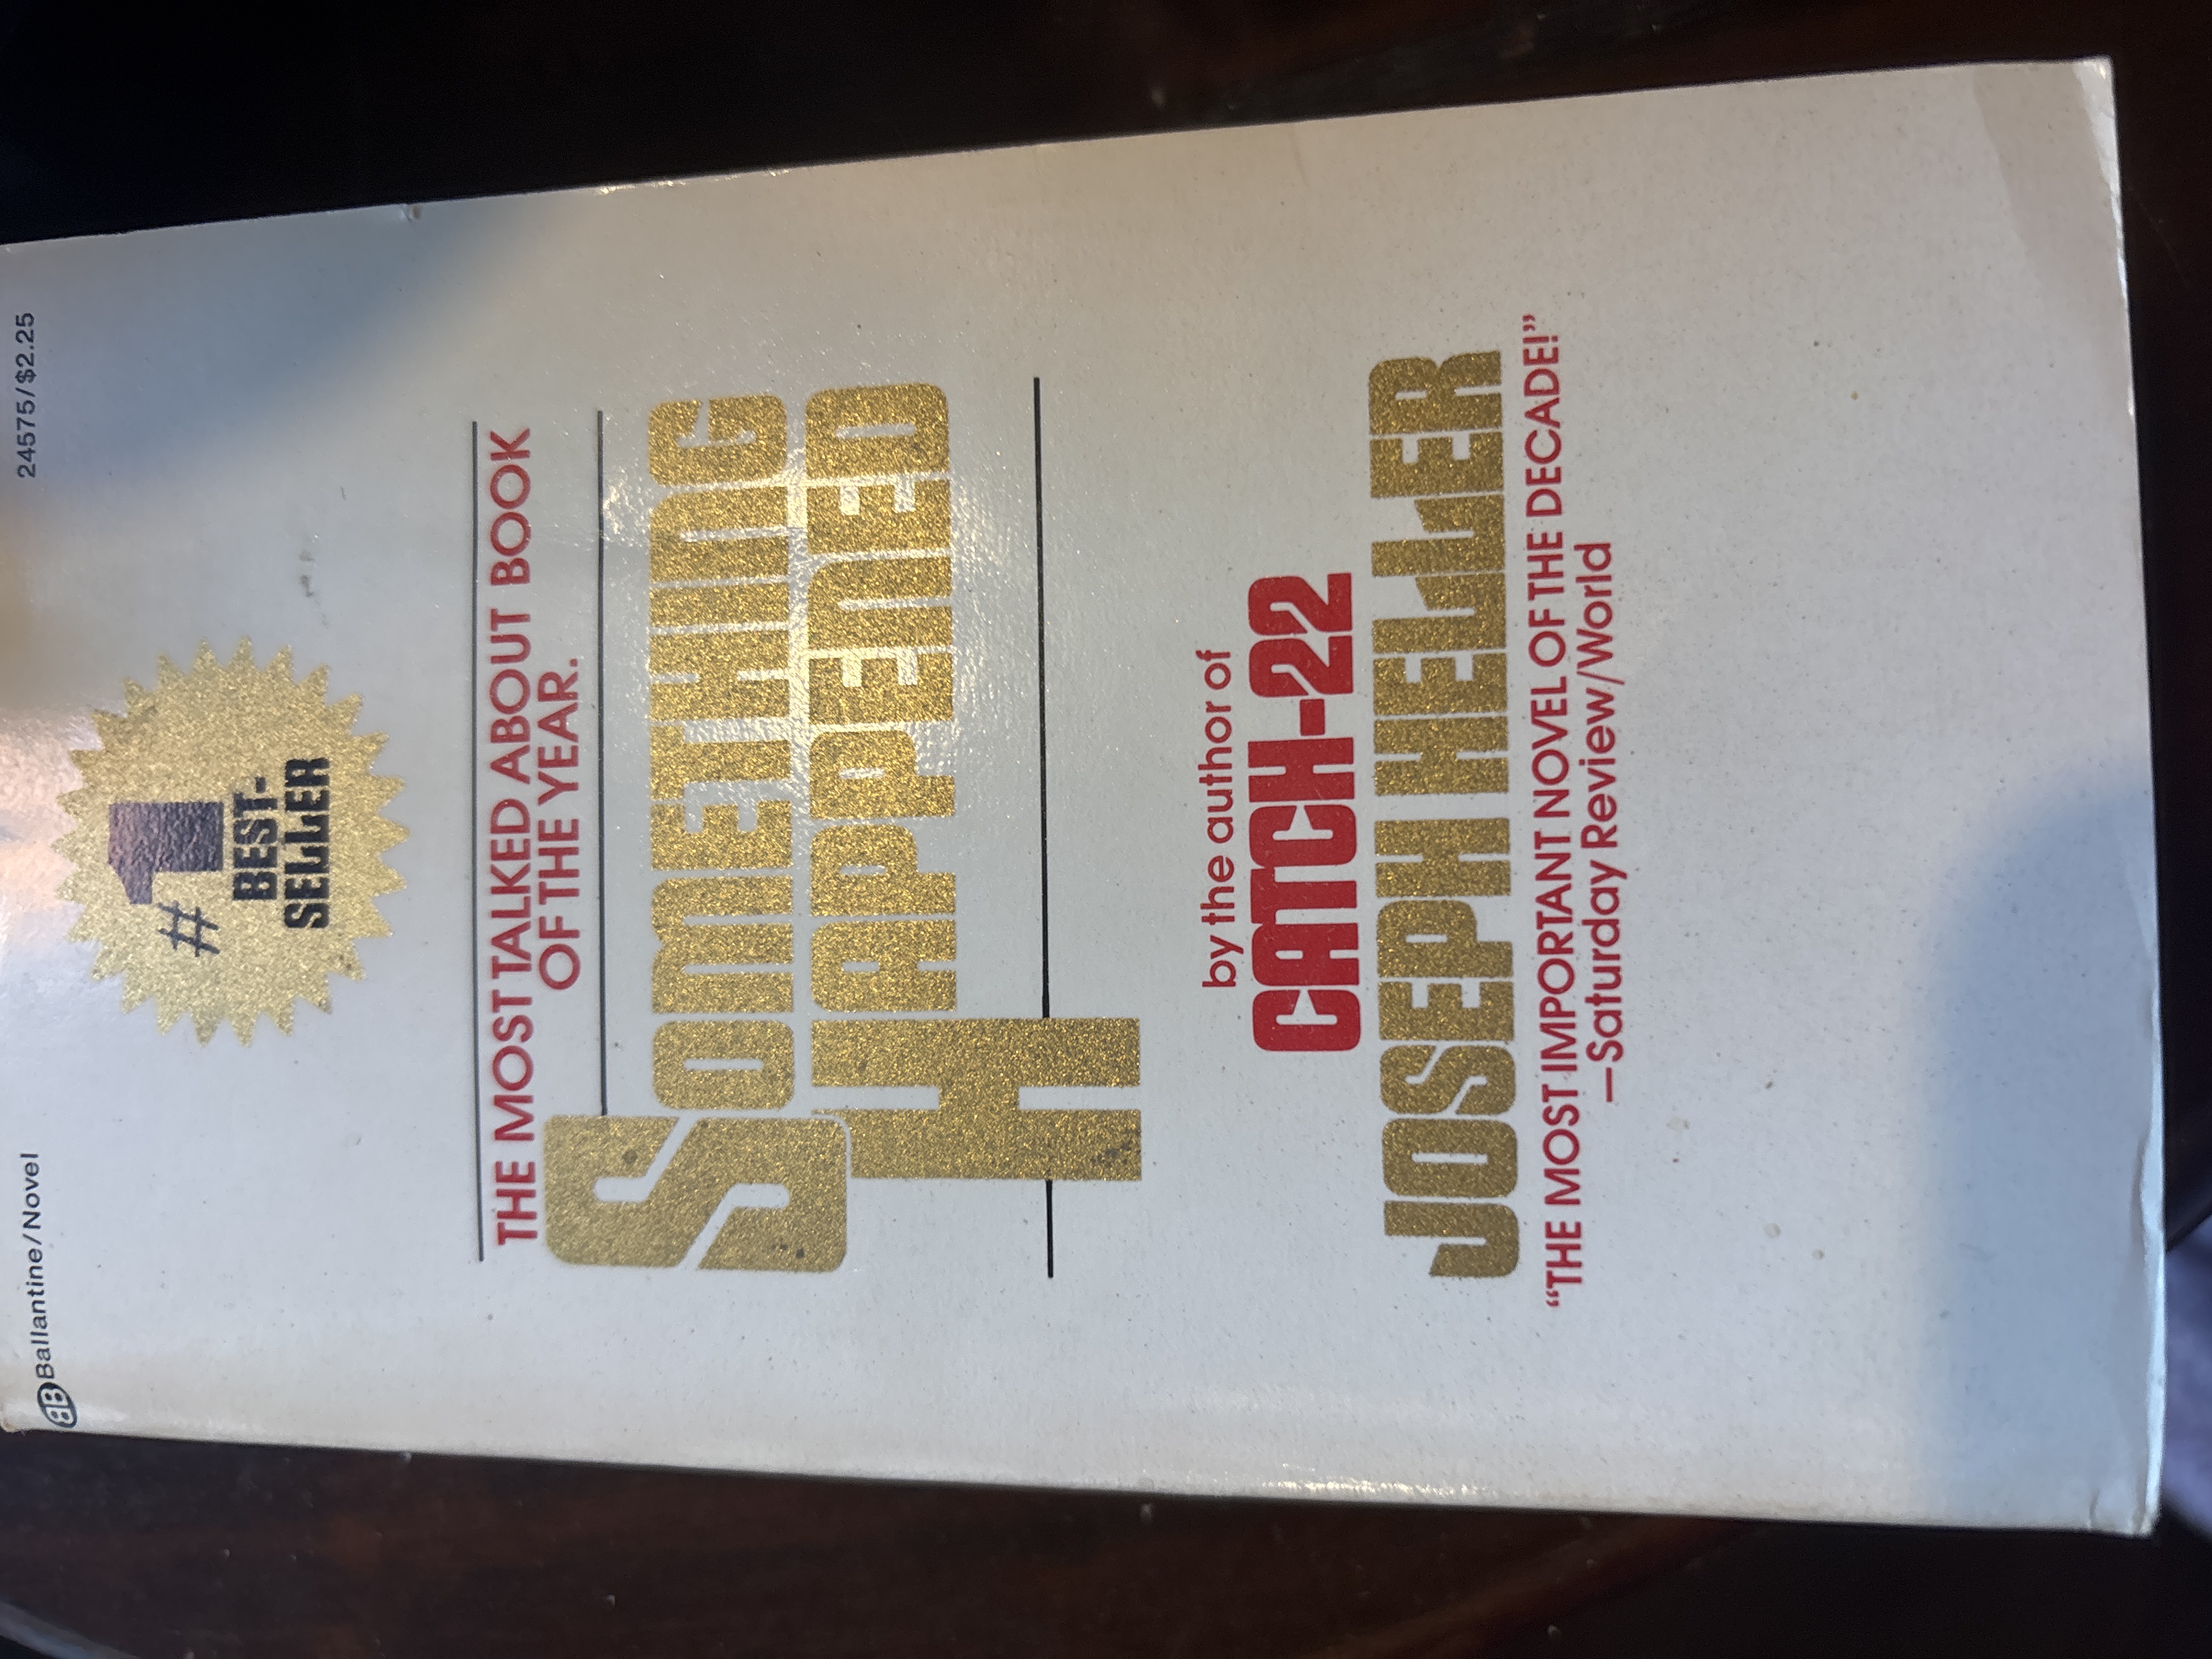 BB Ballantine/Novel 24575/$2.25
#1
BEST-
SELLER
THE MOST TALKED ABOUT BOOK
OF THE YEAR.
SOMETHING
HAPPENED
by the author of
CATCH-22
JOSEPH HELLER
“THE MOST IMPORTANT NOVEL OF THE DECADE!”
—Saturday Review/World